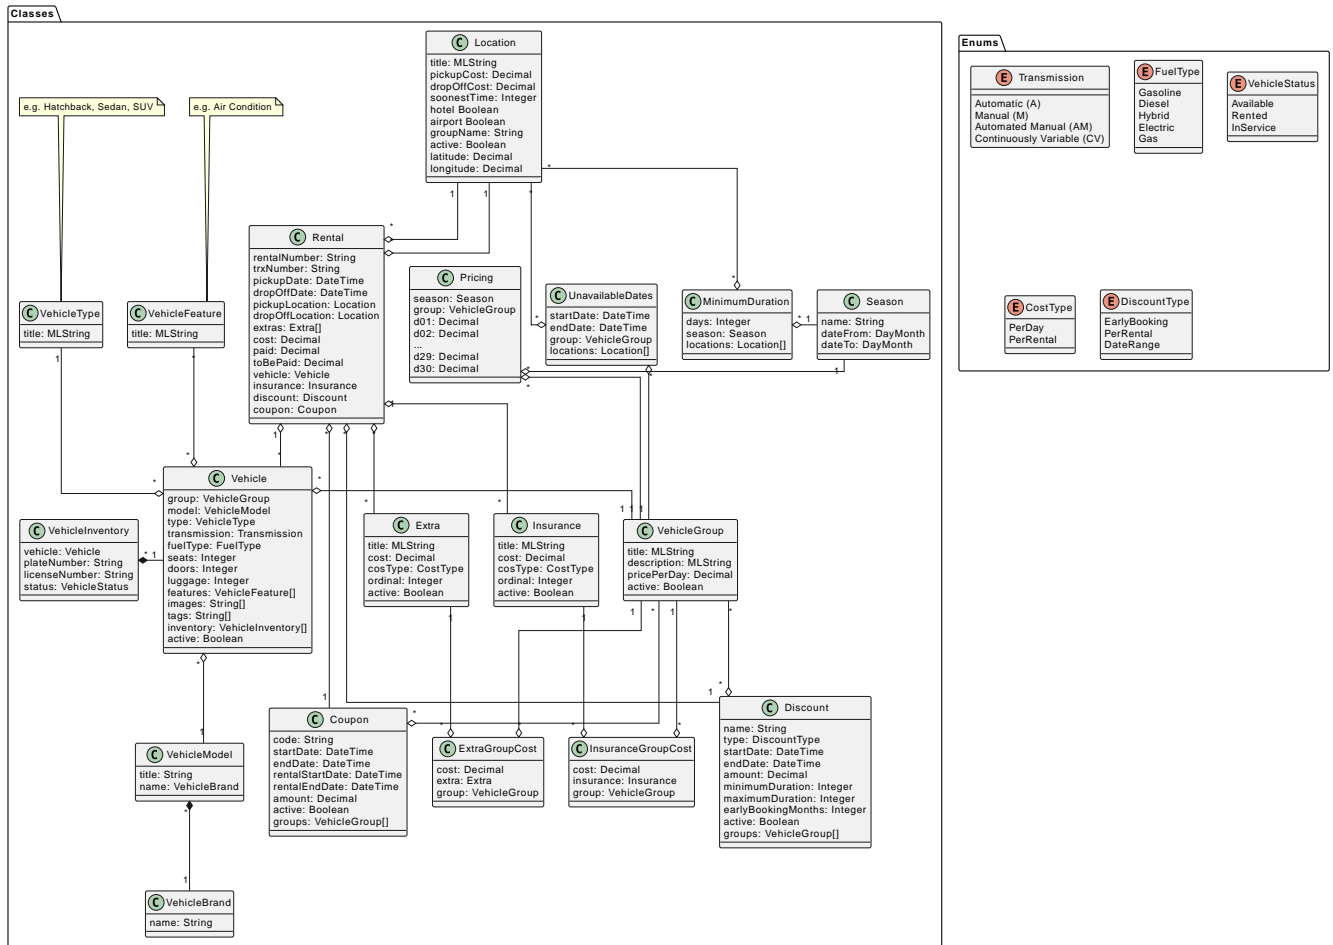 Classes
C Location
title: MLString
pickupCost: Decimal
dropOffCost: Decimal
soonestTime: Integer
hotel Boolean
airport Boolean
groupName: String
active: Boolean
latitude: Decimal
longitude: Decimal
e.g. Hatchback, Sedan, SUV
e.g. Air Condition
C Rental
rentalNumber: String
trxNumber: String
pickupDate: DateTime
dropOffDate: DateTime
pickupLocation: Location
dropOffLocation: Location
extras: Extra[]
cost: Decimal
paid: Decimal
toBePaid: Decimal
vehicle: Vehicle
insurance: Insurance
discount: Discount
coupon: Coupon
C Pricing
season: Season
group: VehicleGroup
d01: Decimal
d02: Decimal
...
d29: Decimal
d30: Decimal
C UnavailableDates
startDate: DateTime
endDate: DateTime
group: VehicleGroup
locations: Location[]
C MinimumDuration
days: Integer
season: Season
locations: Location[]
C Season
name: String
dateFrom: DayMonth
dateTo: DayMonth
C VehicleType
title: MLString
C VehicleFeature
title: MLString
C Vehicle
group: VehicleGroup
model: VehicleModel
type: VehicleType
transmission: Transmission
fuelType: FuelType
seats: Integer
doors: Integer
luggage: Integer
features: VehicleFeature[]
images: String[]
tags: String[]
inventory: VehicleInventory[]
active: Boolean
C VehicleInventory
vehicle: Vehicle
plateNumber: String
licenseNumber: String
status: VehicleStatus
C Extra
title: MLString
cost: Decimal
cosType: CostType
ordinal: Integer
active: Boolean
C Insurance
title: MLString
cost: Decimal
cosType: CostType
ordinal: Integer
active: Boolean
C VehicleGroup
title: MLString
description: MLString
pricePerDay: Decimal
active: Boolean
C VehicleModel
title: String
name: VehicleBrand
C Coupon
code: String
startDate: DateTime
endDate: DateTime
rentalStartDate: DateTime
rentalEndDate: DateTime
amount: Decimal
active: Boolean
groups: VehicleGroup[]
C ExtraGroupCost
cost: Decimal
extra: Extra
group: VehicleGroup
C InsuranceGroupCost
cost: Decimal
insurance: Insurance
group: VehicleGroup
C Discount
name: String
type: DiscountType
startDate: DateTime
endDate: DateTime
amount: Decimal
minimumDuration: Integer
maximumDuration: Integer
earlyBookingMonths: Integer
active: Boolean
groups: VehicleGroup[]
C VehicleBrand
name: String
Enums
E Transmission
Automatic (A)
Manual (M)
Automated Manual (AM)
Continuously Variable (CV)
E FuelType
Gasoline
Diesel
Hybrid
Electric
Gas
E VehicleStatus
Available
Rented
InService
E CostType
PerDay
PerRental
E DiscountType
EarlyBooking
PerRental
DateRange